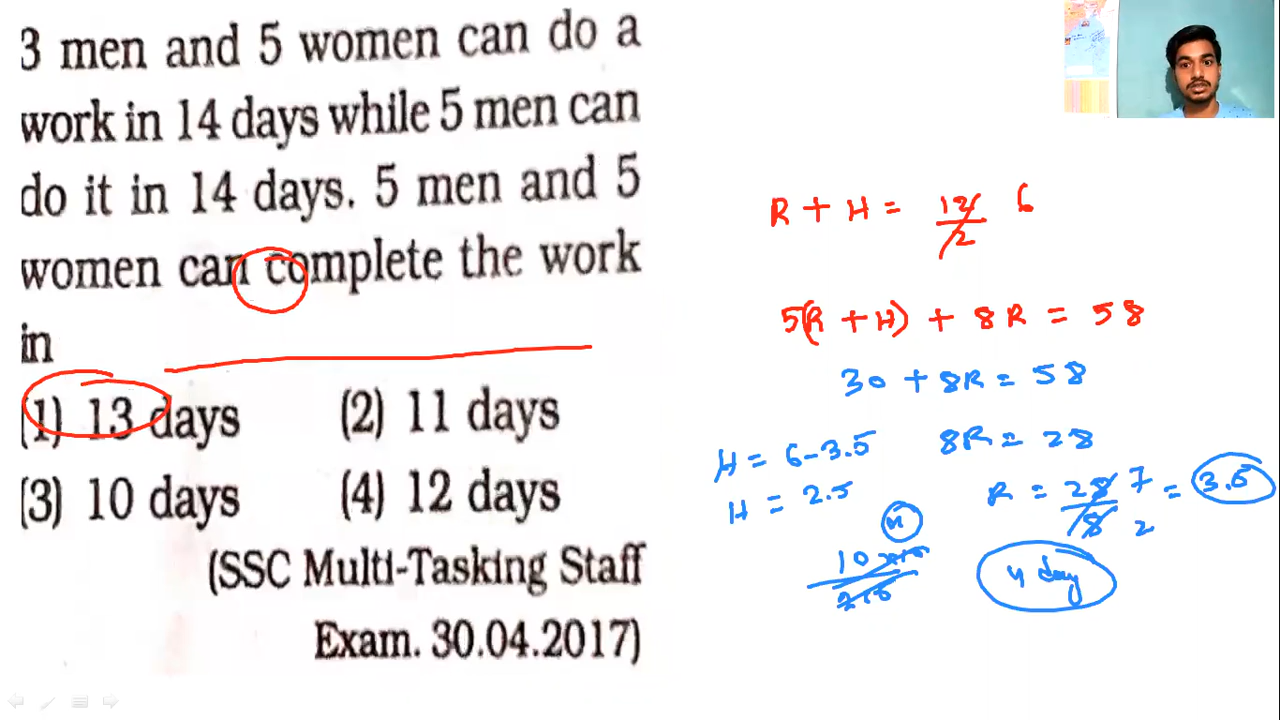 3 men and 5 women can do a
work in 14 days while 5 men can
do it in 14 days. 5 men and 5
women can complete the work
in
(1) 13 days (2) 11 days
(3) 10 days (4) 12 days
(SSC Multi-Tasking Staff
Exam. 30.04.2017)
R + H = 12/2 6
5(R + H) + 8R = 58
30 + 8R = 58
8R = 28
R = 28/8 7 2 = 3.5
H = 6-3.5
H = 2.5
4 day